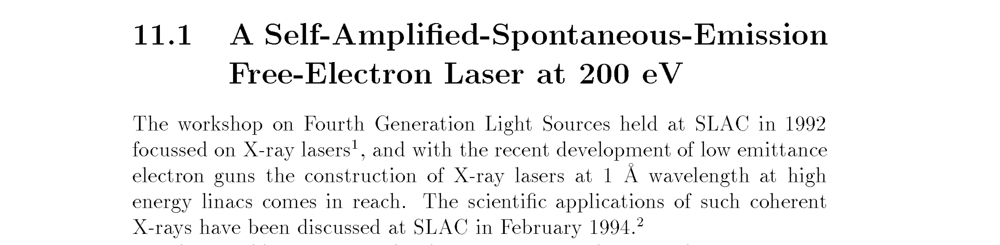 11.1 A Self-Amplified-Spontaneous-Emission
Free-Electron Laser at 200 eV
The workshop on Fourth Generation Light Sources held at SLAC in 1992
focussed on X-ray lasers¹, and with the recent development of low emittance
electron guns the construction of X-ray lasers at 1 Å wavelength at high
energy linacs comes in reach. The scientific applications of such coherent
X-rays have been discussed at SLAC in February 1994.²